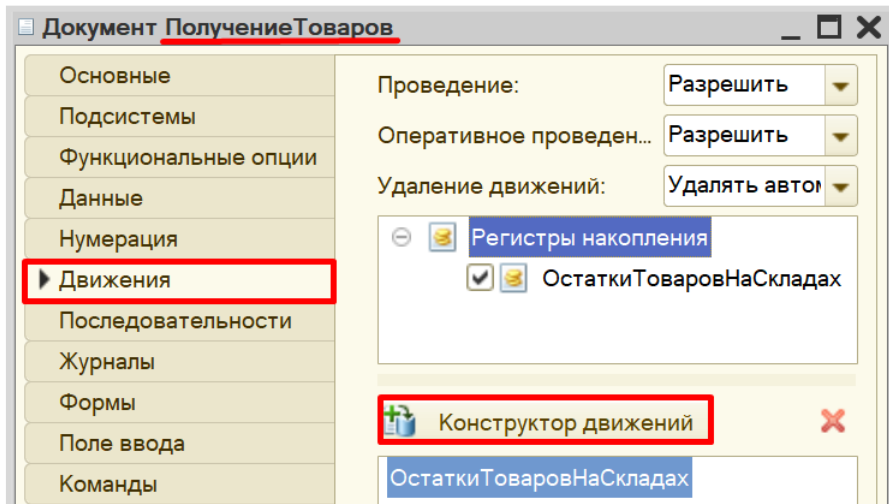 Документ ПолучениеТоваров
Основные
Подсистемы
Функциональные опции
Данные
Нумерация
Движения
Последовательности
Журналы
Формы
Поле ввода
Команды
Проведение: Разрешить
Оперативное проведен... Разрешить
Удаление движений: Удалять автом
Регистры накопления
ОстаткиТоваровНаСкладах
Конструктор движений
ОстаткиТоваровНаСкладах